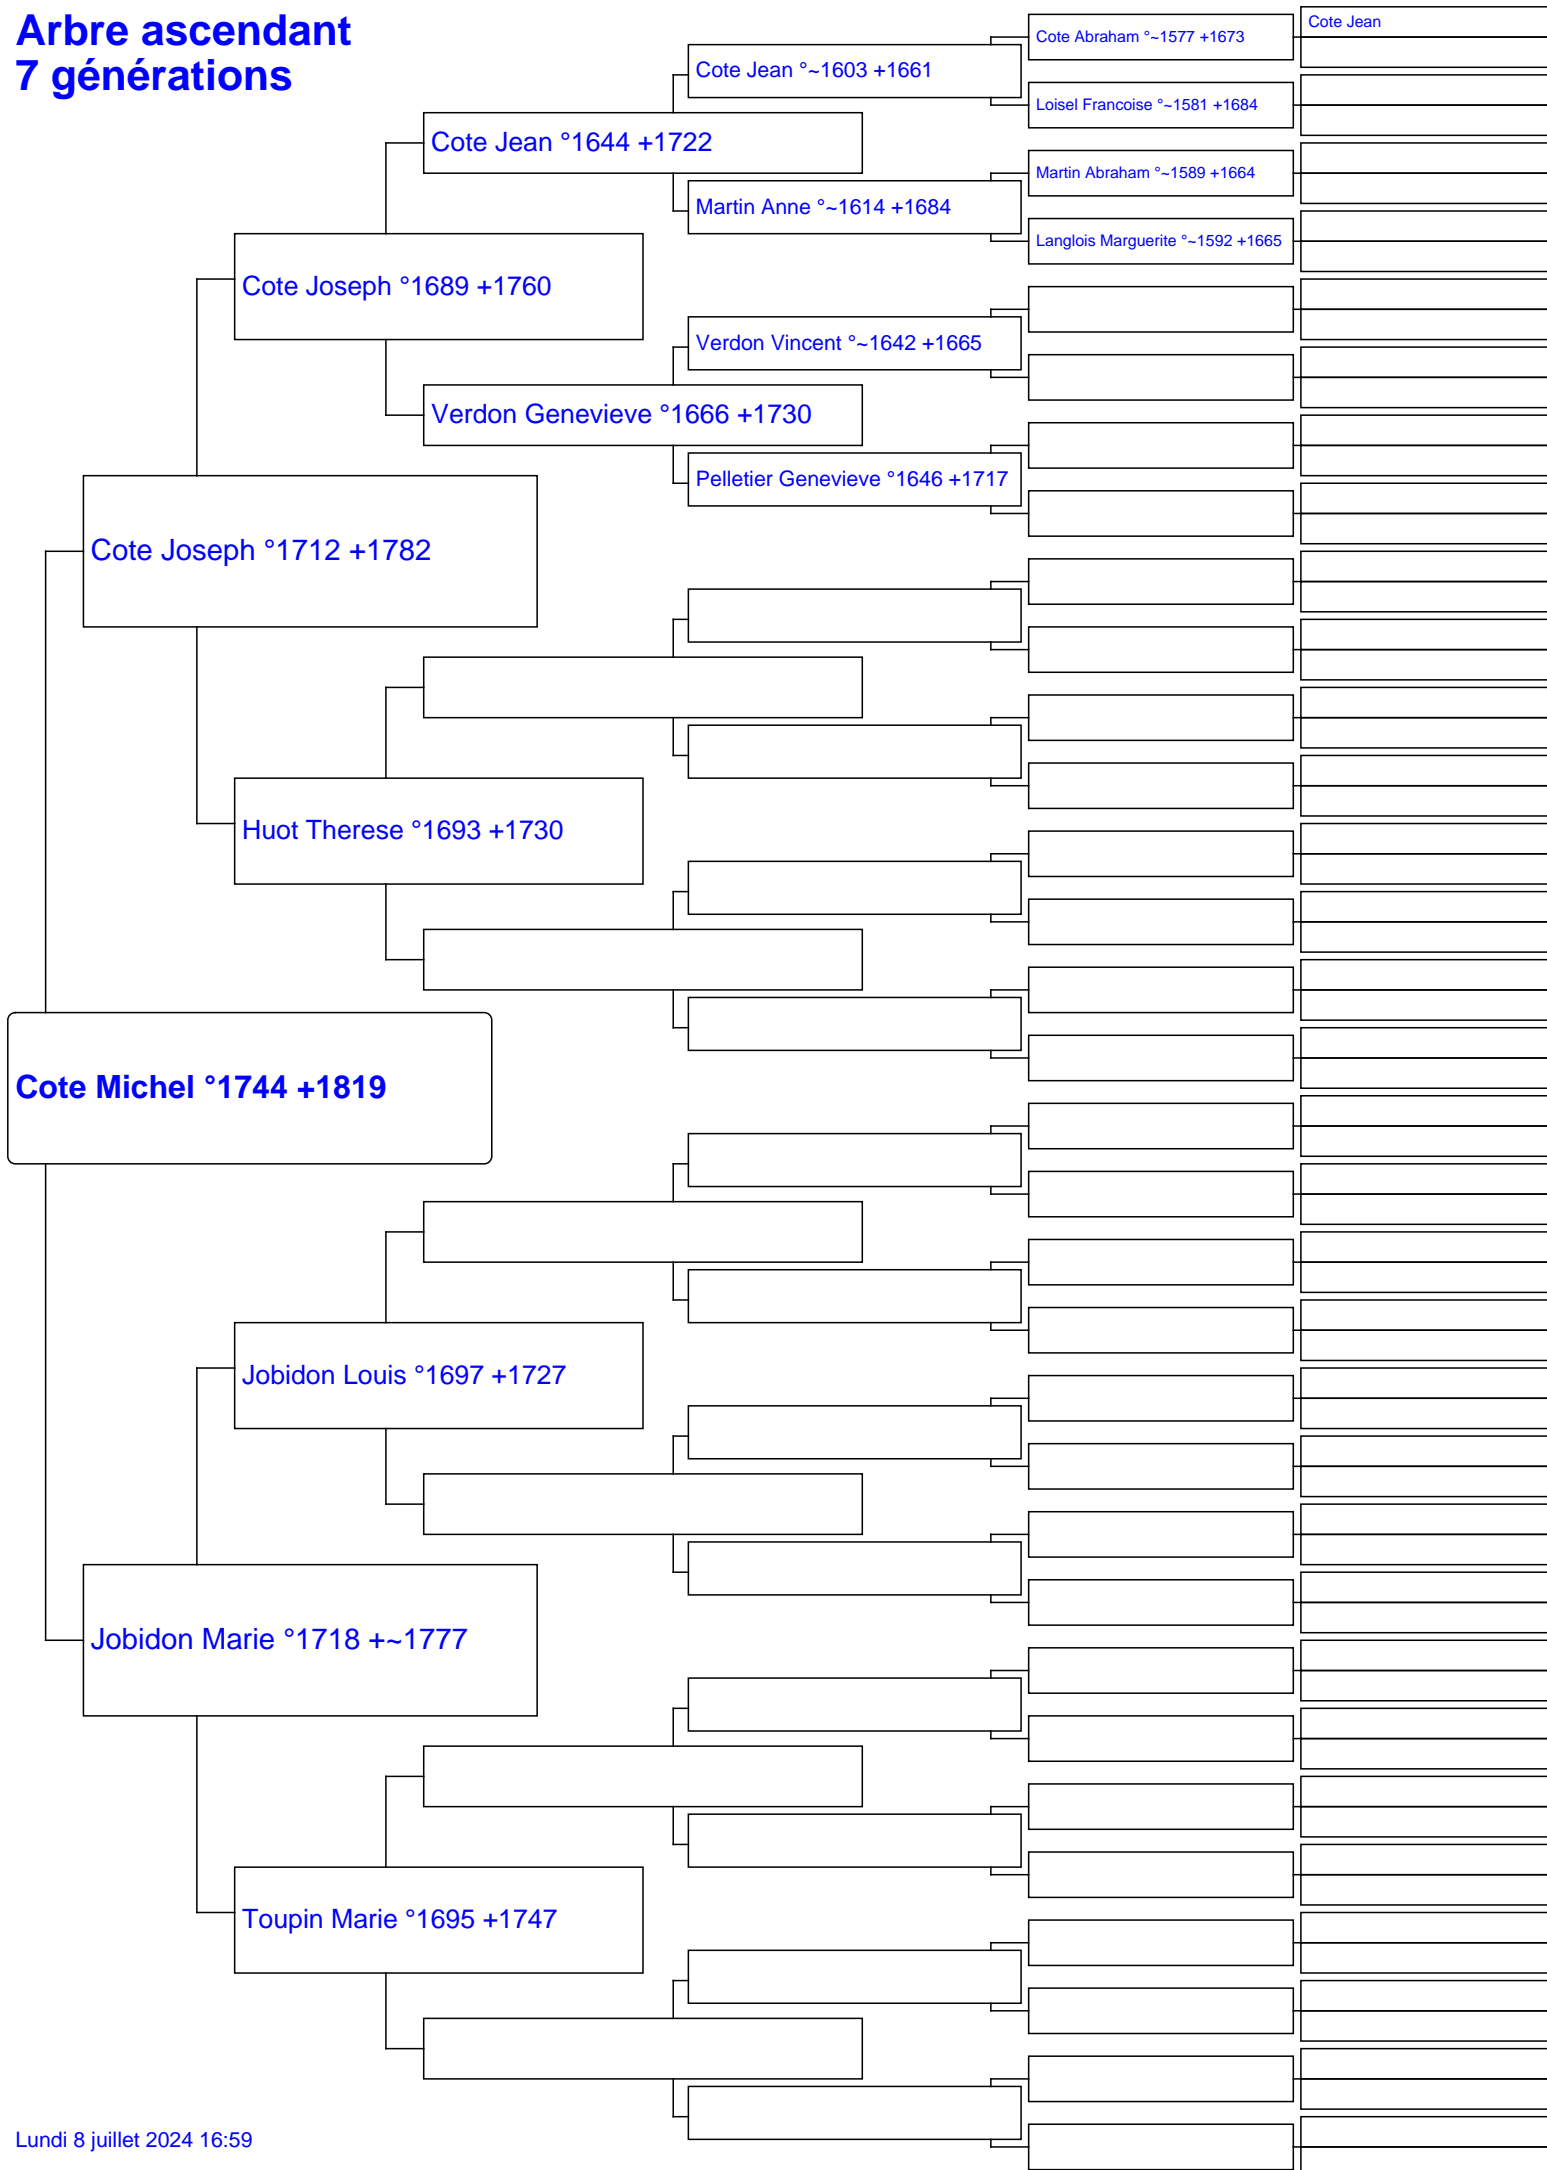 Arbre ascendant
7 générations
Cote Jean
Cote Abraham °~1577 +1673
Cote Jean °~1603 +1661
Loisel Francoise °~1581 +1684
Cote Jean °1644 +1722
Martin Abraham °~1589 +1664
Martin Anne °~1614 +1684
Langlois Marguerite °~1592 +1665
Cote Joseph °1689 +1760
Verdon Vincent °~1642 +1665
Verdon Genevieve °1666 +1730
Pelletier Genevieve °1646 +1717
Cote Joseph °1712 +1782
Huot Therese °1693 +1730
Cote Michel °1744 +1819
Jobidon Louis °1697 +1727
Jobidon Marie °1718 +~1777
Toupin Marie °1695 +1747
Lundi 8 juillet 2024 16:59